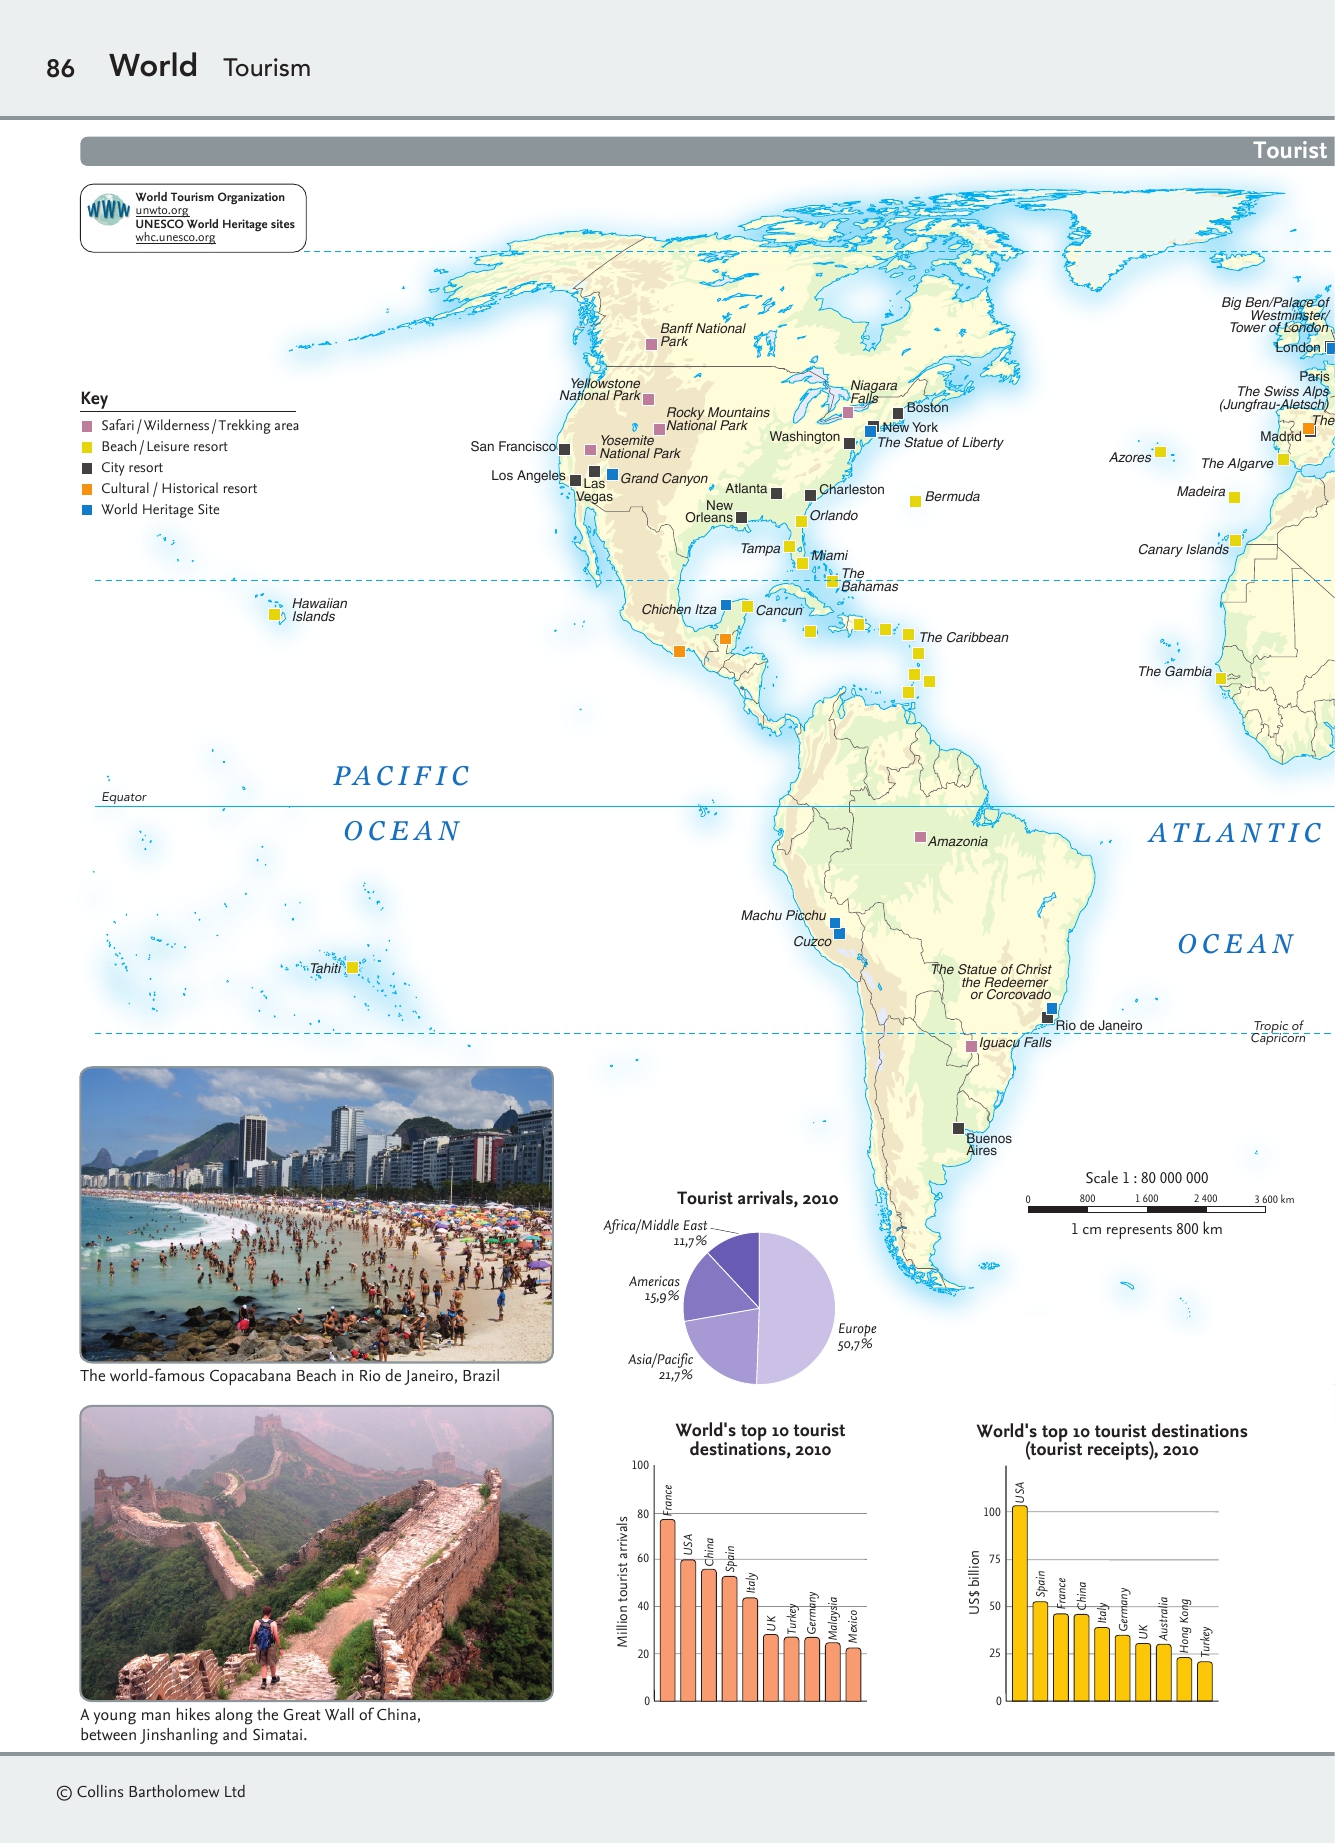 86 World Tourism
Tourist
WWW
World Tourism Organization
unwto.org
UNESCO World Heritage sites
whc.unesco.org
Key
Safari / Wilderness / Trekking area
Beach / Leisure resort
City resort
Cultural / Historical resort
World Heritage Site
Banff National
Park
Yellowstone
National Park
Rocky Mountains
National Park
Yosemite
National Park
San Francisco
Los Angeles
Las
Vegas
Grand Canyon
Niagara
Falls
Boston
New York
Washington
The Statue of Liberty
Atlanta
Charleston
New
Orleans
Orlando
Bermuda
Tampa
Miami
The
Bahamas
Chichen Itza
Cancun
The Caribbean
Hawaiian
Islands
Big Ben/Palace of
Westminster/
Tower of London
London
Paris
The Swiss Alps
(Jungfrau-Aletsch)
The
Madrid
Azores
The Algarve
Madeira
Canary Islands
The Gambia
PACIFIC
OCEAN
Equator
ATLANTIC
OCEAN
Amazonia
Machu Picchu
Cuzco
Tahiti
The Statue of Christ
the Redeemer
or Corcovado
Rio de Janeiro
Iguacu Falls
Tropic of
Capricorn
Buenos
Aires
Scale 1 : 80 000 000
0 800 1 600 2 400 3 600 km
1 cm represents 800 km
The world-famous Copacabana Beach in Rio de Janeiro, Brazil
A young man hikes along the Great Wall of China,
between Jinshanling and Simatai.
Tourist arrivals, 2010
Africa/Middle East
11,7%
Americas
15,9%
Asia/Pacific
21,7%
Europe
50,7%
World's top 10 tourist
destinations, 2010
Million tourist arrivals
100
80
60
40
20
0
France
USA
China
Spain
Italy
UK
Turkey
Germany
Malaysia
Mexico
World's top 10 tourist destinations
(tourist receipts), 2010
US$ billion
100
75
50
25
0
USA
Spain
France
China
Italy
Germany
UK
Australia
Hong Kong
Turkey
© Collins Bartholomew Ltd